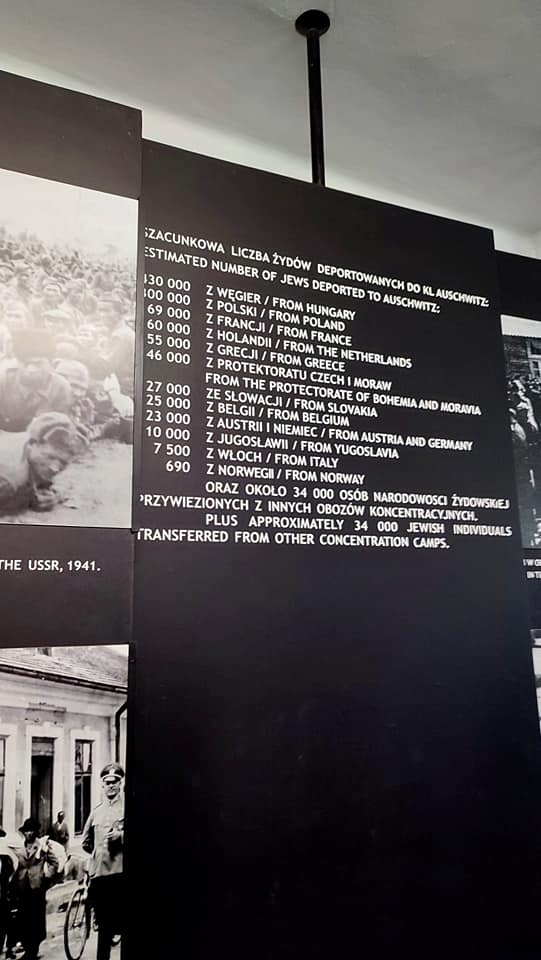 SZACUNKOWA LICZBA ŻYDÓW DEPORTOWANYCH DO KL AUSCHWITZ:
ESTIMATED NUMBER OF JEWS DEPORTED TO AUSCHWITZ:
430 000 Z WĘGIER / FROM HUNGARY
300 000 Z POLSKI / FROM POLAND
69 000 Z FRANCJI / FROM FRANCE
60 000 Z HOLANDII / FROM THE NETHERLANDS
55 000 Z GRECJI / FROM GREECE
46 000 Z PROTEKTORATU CZECH I MORAW
FROM THE PROTECTORATE OF BOHEMIA AND MORAVIA
27 000 ZE SŁOWACJI / FROM SLOVAKIA
25 000 Z BELGII / FROM BELGIUM
23 000 Z AUSTRII I NIEMIEC / FROM AUSTRIA AND GERMANY
10 000 Z JUGOSŁAWII / FROM YUGOSLAVIA
7 500 Z WŁOCH / FROM ITALY
690 Z NORWEGII / FROM NORWAY
ORAZ OKOŁO 34 000 OSÓB NARODOWOSCI ŻYDOWSKIEJ
PRZYWIEZIONYCH Z INNYCH OBOZÓW KONCENTRACYJNYCH.
PLUS APPROXIMATELY 34 000 JEWISH INDIVIDUALS
TRANSFERRED FROM OTHER CONCENTRATION CAMPS.
THE USSR, 1941.